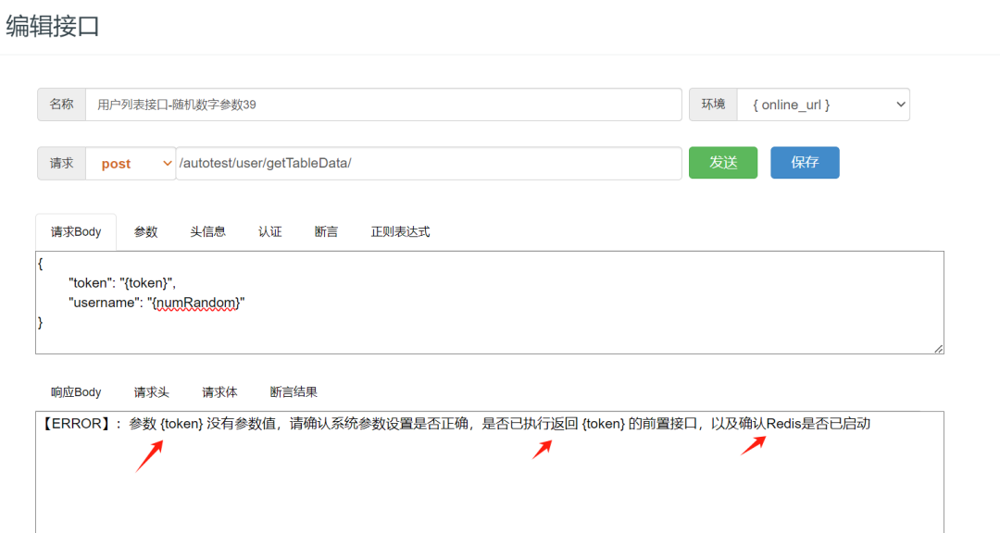 编辑接口
名称 用户列表接口-随机数字参数39 环境 { online_url }
请求 post /autotest/user/getTableData/ 发送 保存
请求Body 参数 头信息 认证 断言 正则表达式
{
"token": "{token}",
"username": "{numRandom}"
}
响应Body 请求头 请求体 断言结果
【ERROR】：参数 {token} 没有参数值，请确认系统参数设置是否正确，是否已执行返回 {token} 的前置接口，以及确认Redis是否已启动